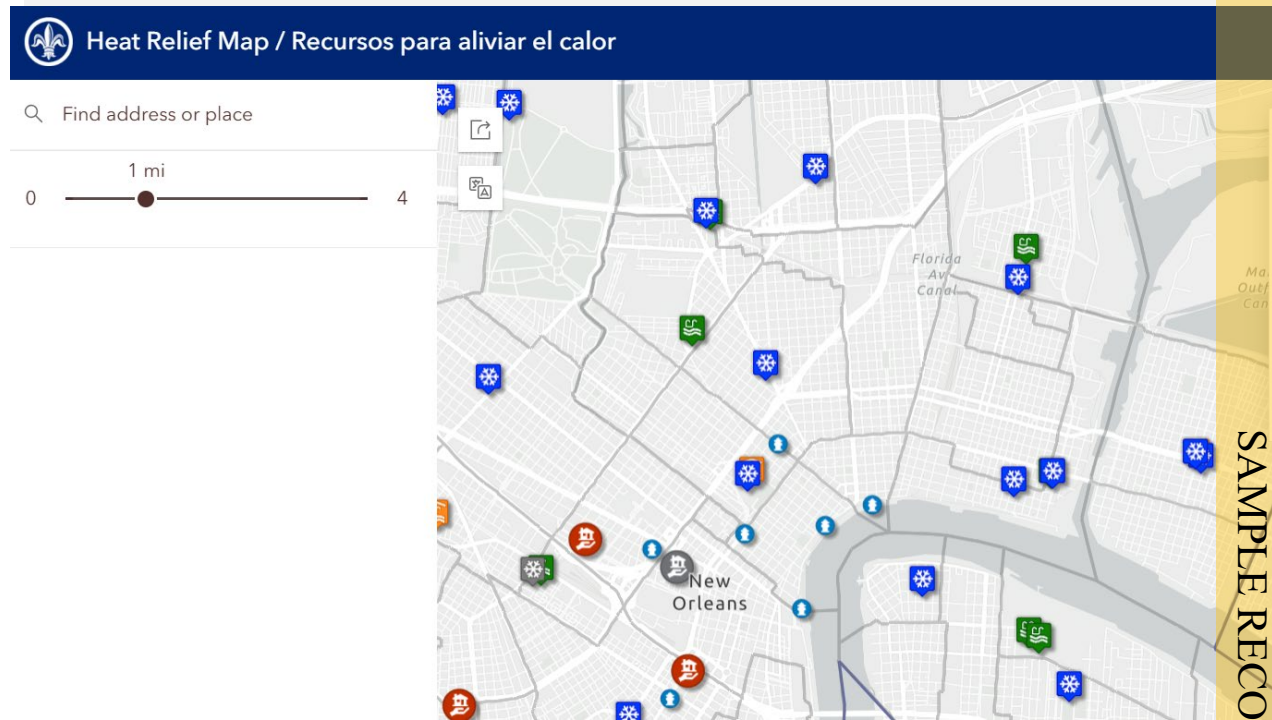 Heat Relief Map / Recursos para aliviar el calor
Find address or place
1 mi
0
4
Florida
Av
Canal
New
Orleans
SAMPLE RECO